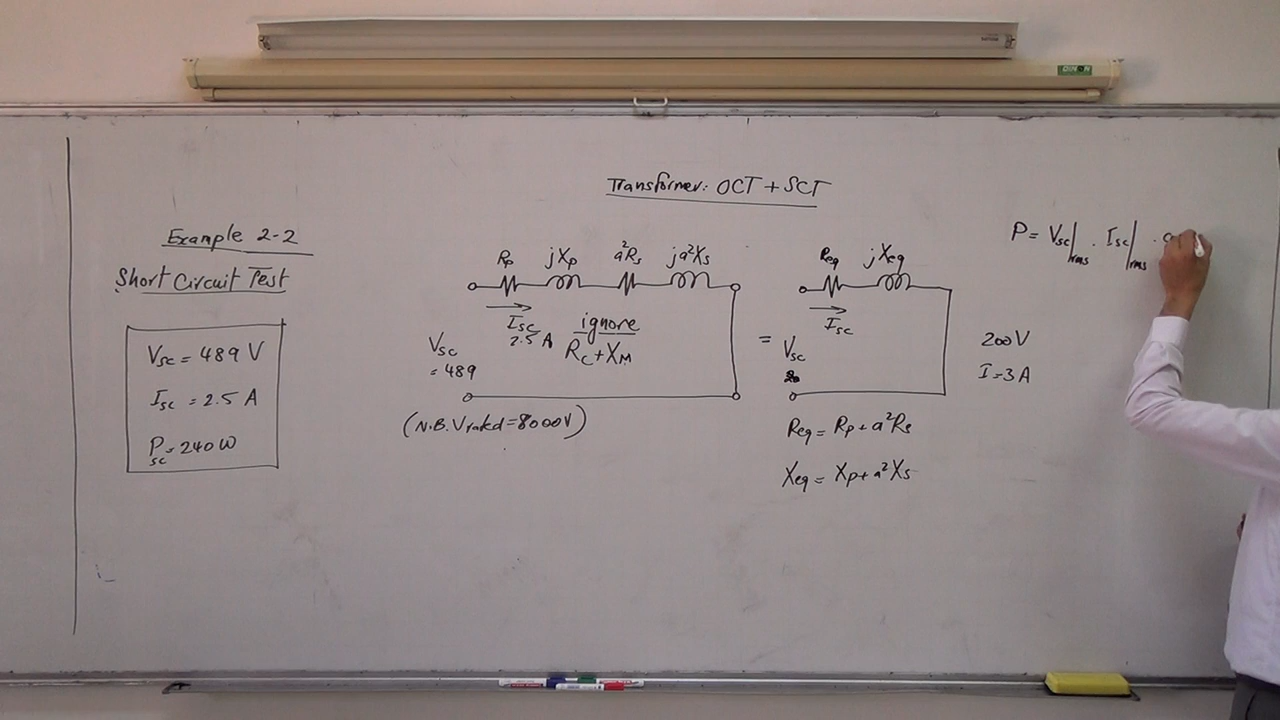 Transformer: OCT + SCT
Example 2-2
Short Circuit Test
Vsc = 489 V
Isc = 2.5 A
Psc = 240 W
Rp jXp a²Rs ja²Xs
Isc
2.5 A
ignore
Rc + XM
Vsc
= 489
(N.B. Vrated = 8000V)
=
Req jXeq
Isc
Vsc
Req = Rp + a²Rs
Xeq = Xp + a²Xs
200V
I = 3 A
P = Vsc|rms . Isc|rms .